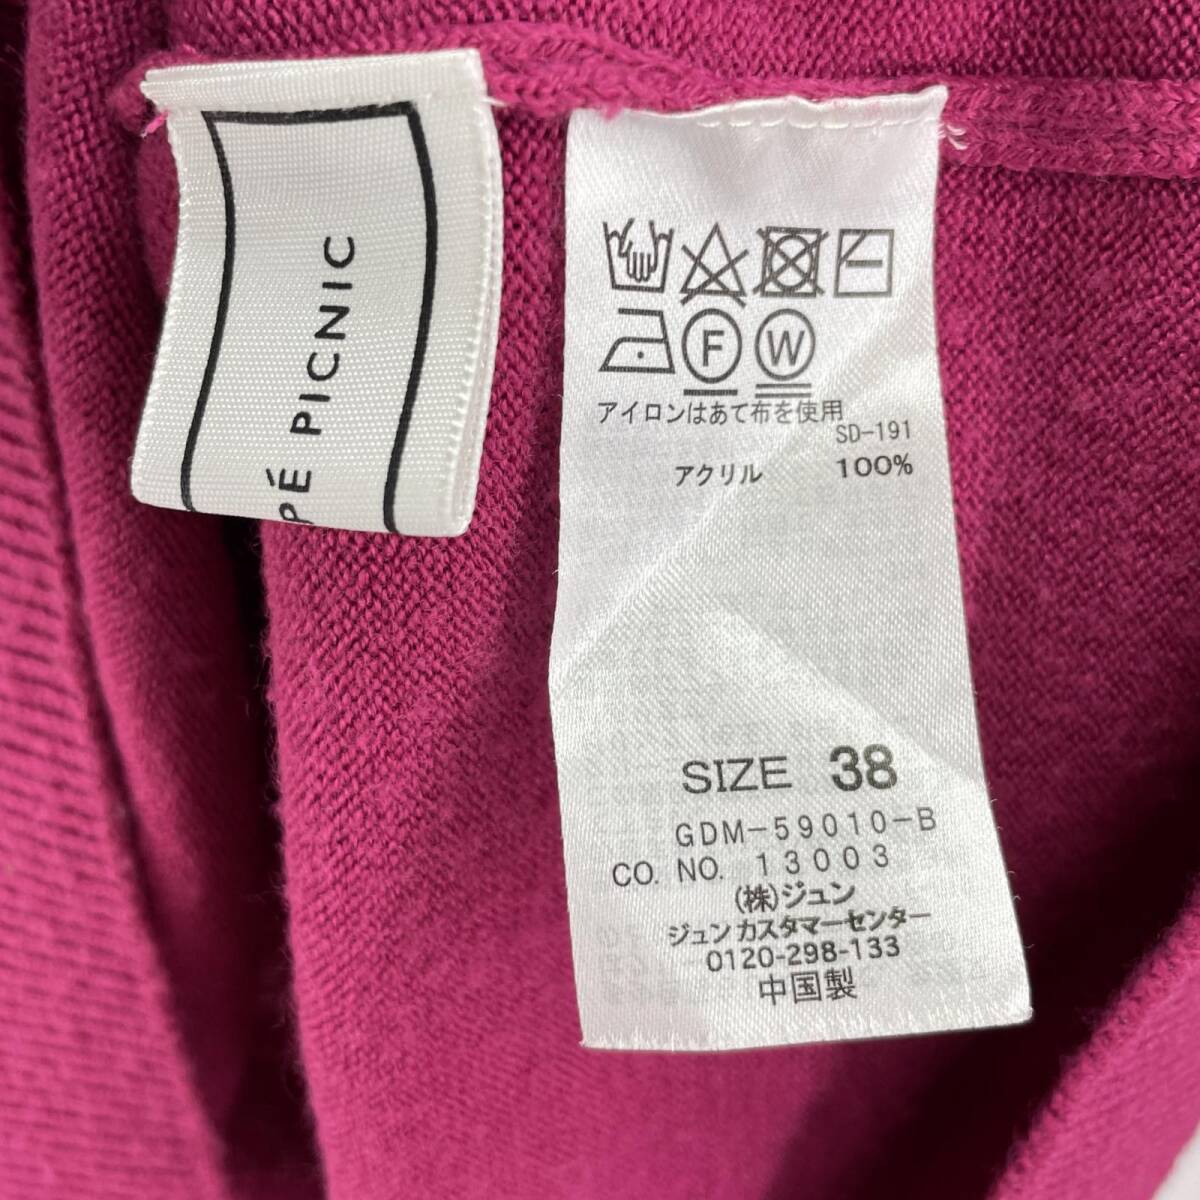 PÉ PICNIC
F W
アイロンはあて布を使用
SD-191
アクリル 100%
SIZE 38
GDM-59010-B
CO. NO. 13003
(株)ジュン
ジュンカスタマーセンター
0120-298-133
中国製